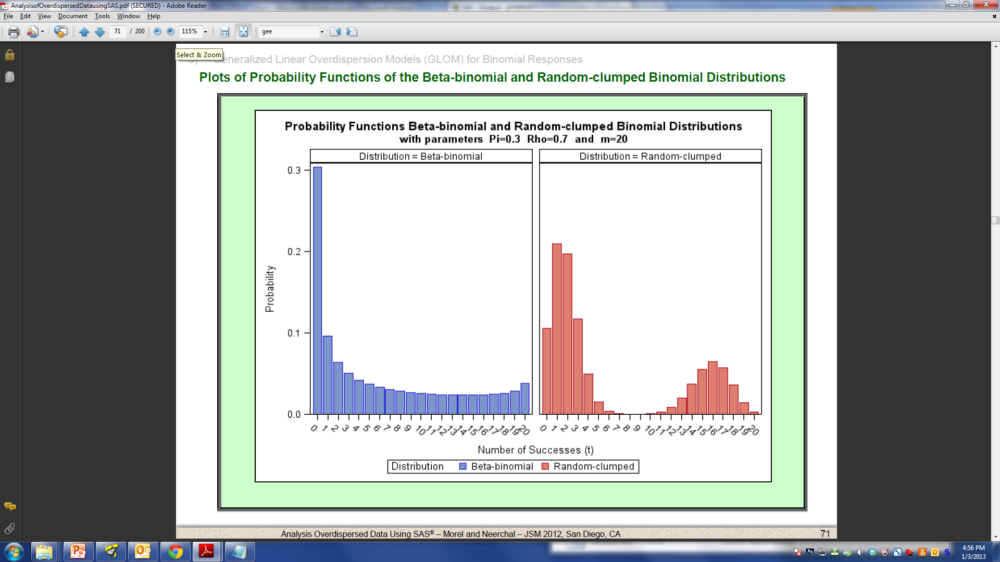 AnalysisofOverdispersedDatausingSAS.pdf (SECURED) - Adobe Reader
File Edit View Document Tools Window Help
71 / 200 115% gee
Select & Zoom
Generalized Linear Overdispersion Models (GLOM) for Binomial Responses
Plots of Probability Functions of the Beta-binomial and Random-clumped Binomial Distributions
Probability Functions Beta-binomial and Random-clumped Binomial Distributions
with parameters Pi=0.3 Rho=0.7 and m=20
Distribution = Beta-binomial Distribution = Random-clumped
0.3
0.2
0.1
0.0
Probability
0 1 2 3 4 5 6 7 8 9 10 11 12 13 14 15 16 17 18 19 20 0 1 2 3 4 5 6 7 8 9 10 11 12 13 14 15 16 17 18 19 20
Number of Successes (t)
Distribution Beta-binomial Random-clumped
Analysis Overdispersed Data Using SAS® – Morel and Neerchal – JSM 2012, San Diego, CA 71
4:56 PM
1/3/2013